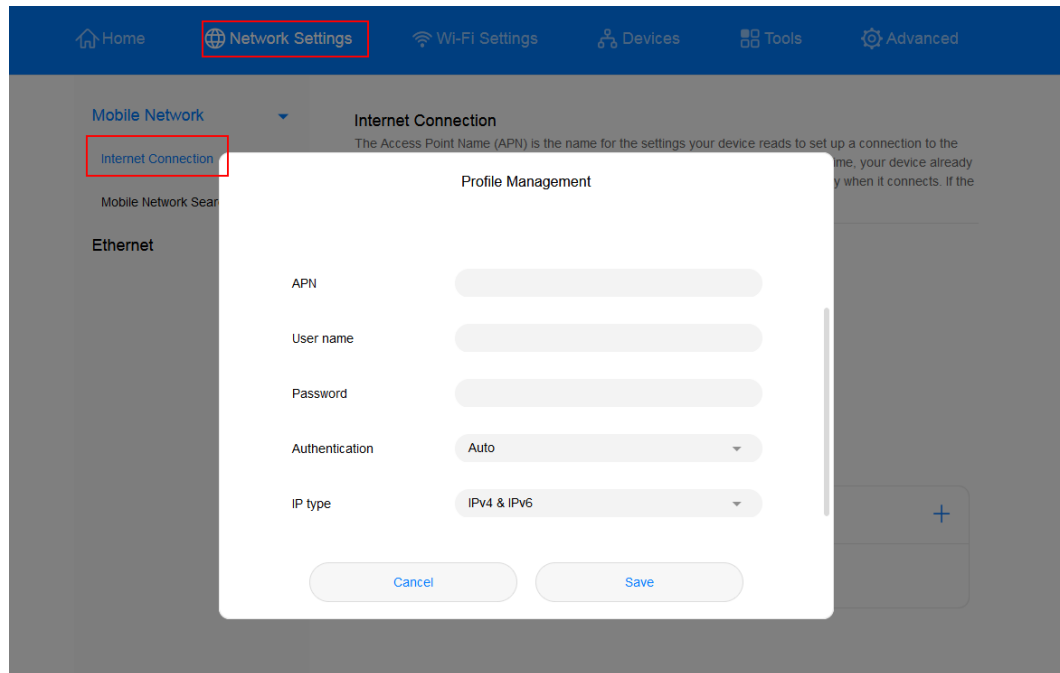 Home Network Settings Wi-Fi Settings Devices Tools Advanced
Mobile Network
Internet Connection
Mobile Network Sear
Ethernet
Internet Connection
The Access Point Name (APN) is the name for the settings your device reads to set up a connection to the
me, your device already
y when it connects. If the
Profile Management
APN
User name
Password
Authentication Auto
IP type IPv4 & IPv6
Cancel Save